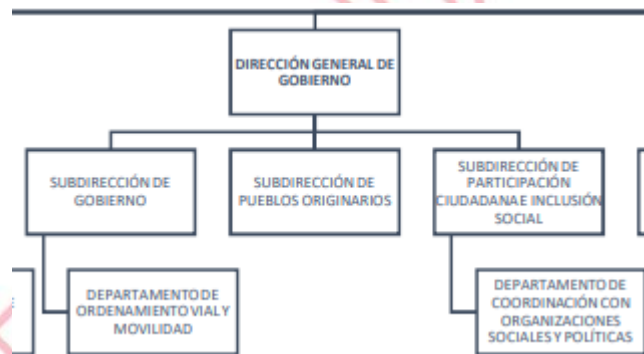 DIRECCIÓN GENERAL DE
GOBIERNO
SUBDIRECCIÓN DE
GOBIERNO
SUBDIRECCIÓN DE
PUEBLOS ORIGINARIOS
SUBDIRECCIÓN DE
PARTICIPACIÓN
CIUDADANA E INCLUSIÓN
SOCIAL
DEPARTAMENTO DE
ORDENAMIENTO VIAL Y
MOVILIDAD
DEPARTAMENTO DE
COORDINACIÓN CON
ORGANIZACIONES
SOCIALES Y POLÍTICAS